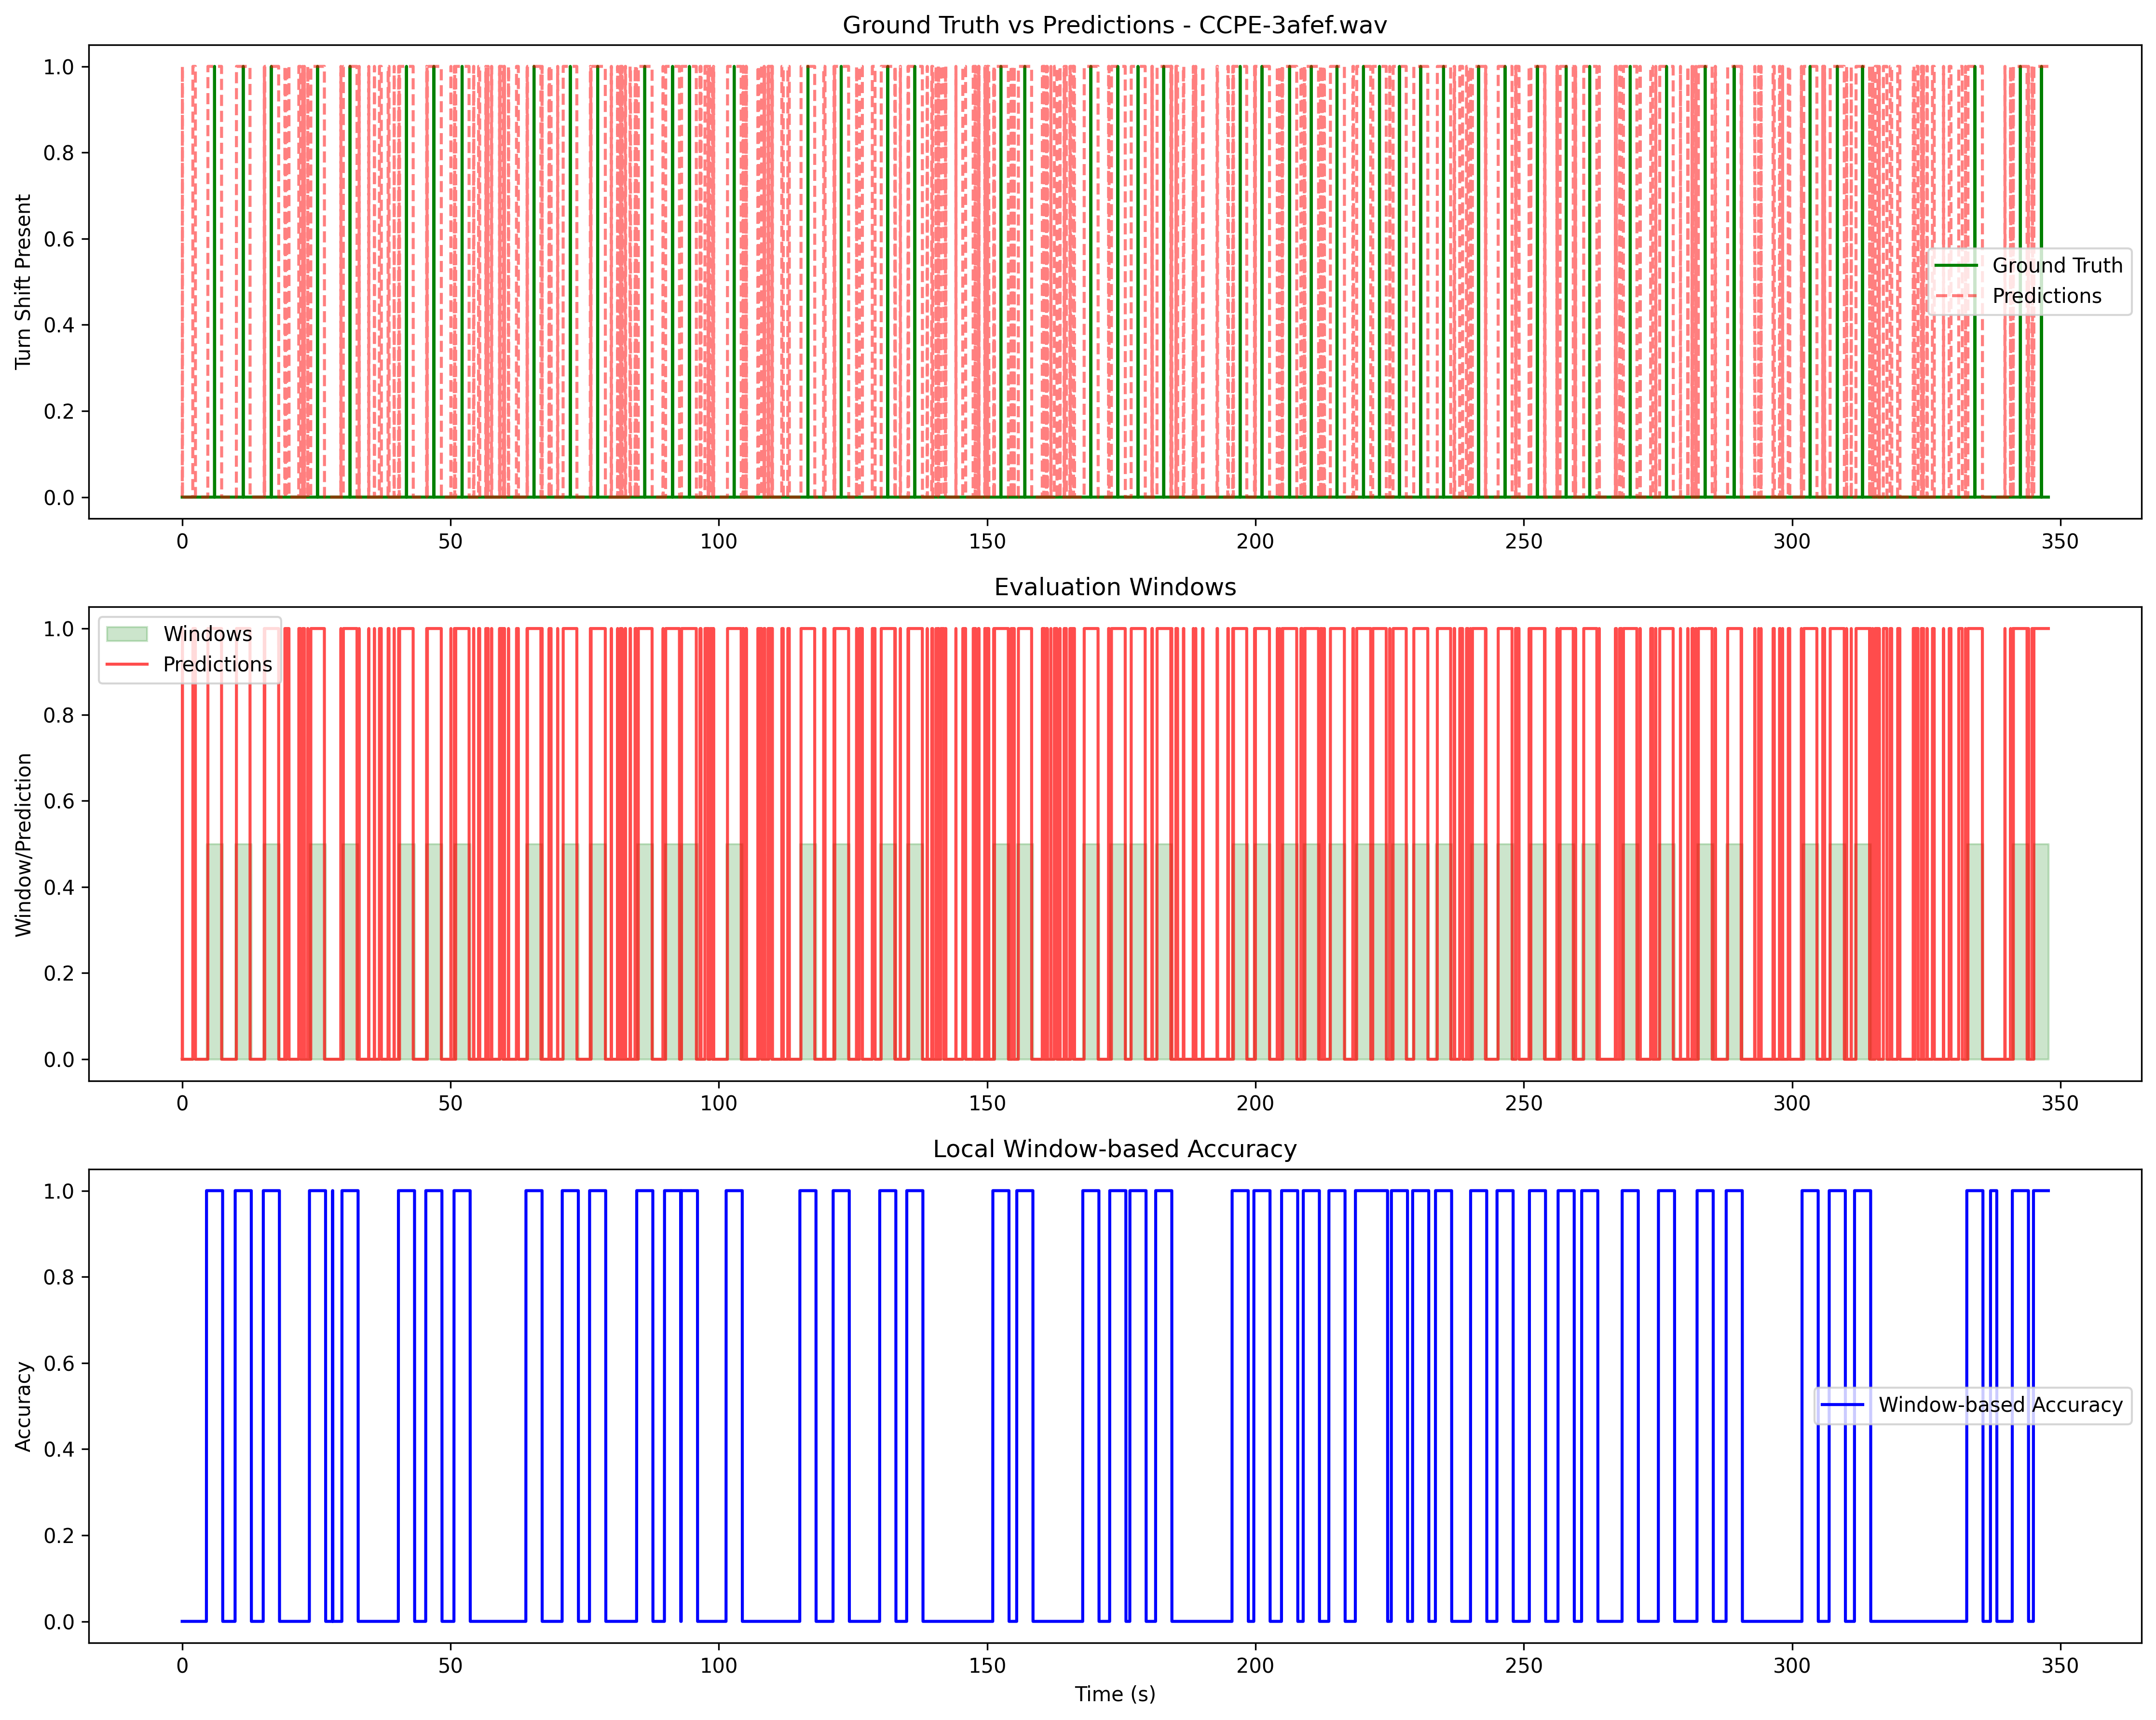 Ground Truth vs Predictions - CCPE-3afef.wav
1.0
0.8
0.6
0.4
0.2
0.0
Turn Shift Present
Ground Truth
Predictions
0 50 100 150 200 250 300 350
Evaluation Windows
1.0
0.8
0.6
0.4
0.2
0.0
Window/Prediction
Windows
Predictions
0 50 100 150 200 250 300 350
Local Window-based Accuracy
1.0
0.8
0.6
0.4
0.2
0.0
Accuracy
Window-based Accuracy
0 50 100 150 200 250 300 350
Time (s)